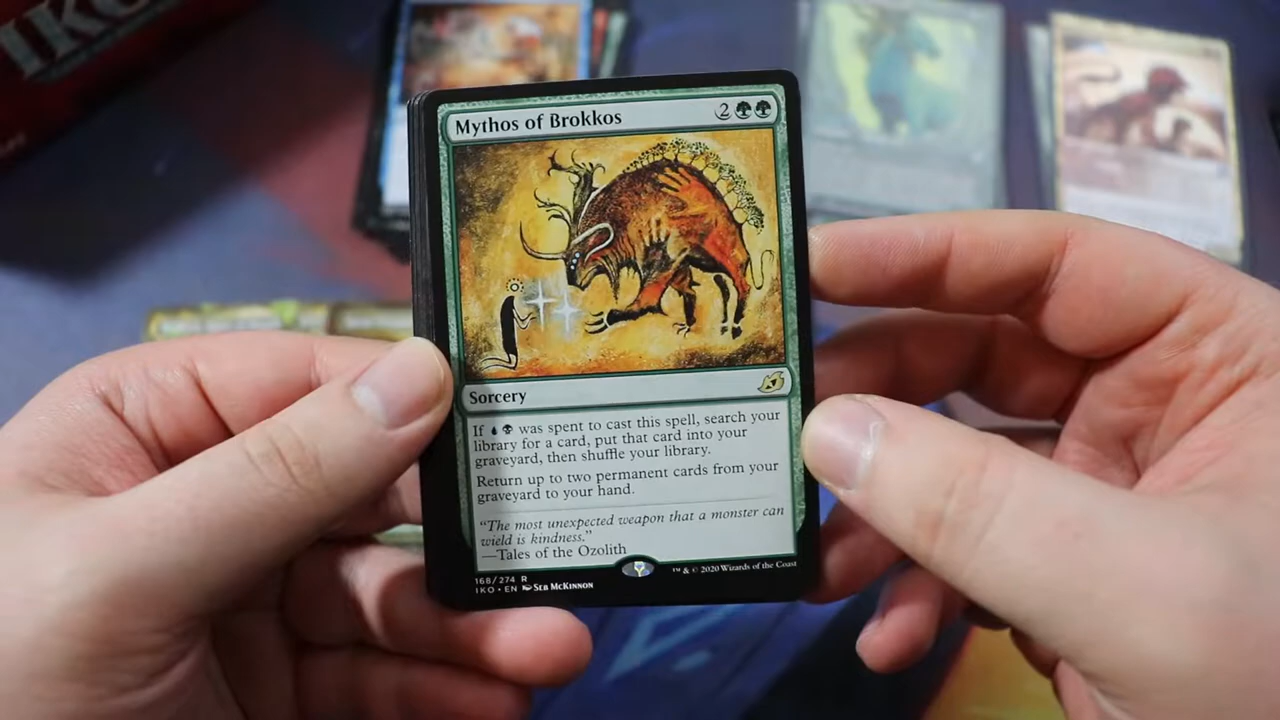 Mythos of Brokkos 2
Sorcery
If was spent to cast this spell, search your
library for a card, put that card into your
graveyard, then shuffle your library.
Return up to two permanent cards from your
graveyard to your hand.
“The most unexpected weapon that a monster can
wield is kindness.”
—Tales of the Ozolith
168/274 R
IKO • EN SEB MCKINNON
™ & © 2020 Wizards of the Coast